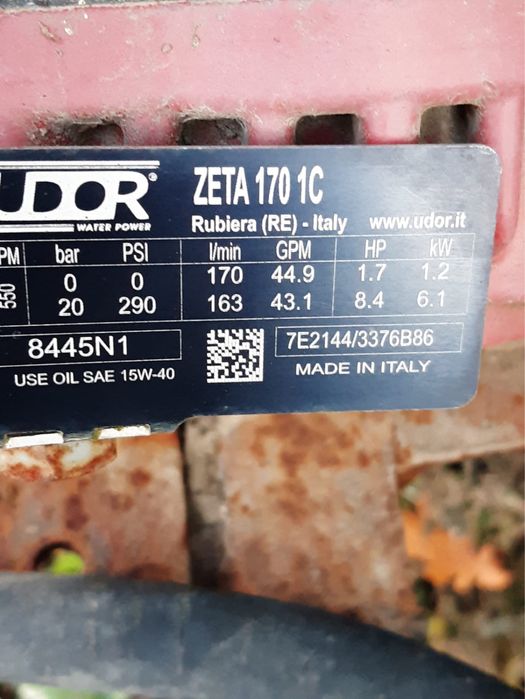 UDOR®
WATER POWER
ZETA 170 1C
Rubiera (RE) - Italy www.udor.it
PM bar PSI l/min GPM HP kW
550 0 0 170 44.9 1.7 1.2
20 290 163 43.1 8.4 6.1
8445N1
7E2144/3376B86
USE OIL SAE 15W-40
MADE IN ITALY